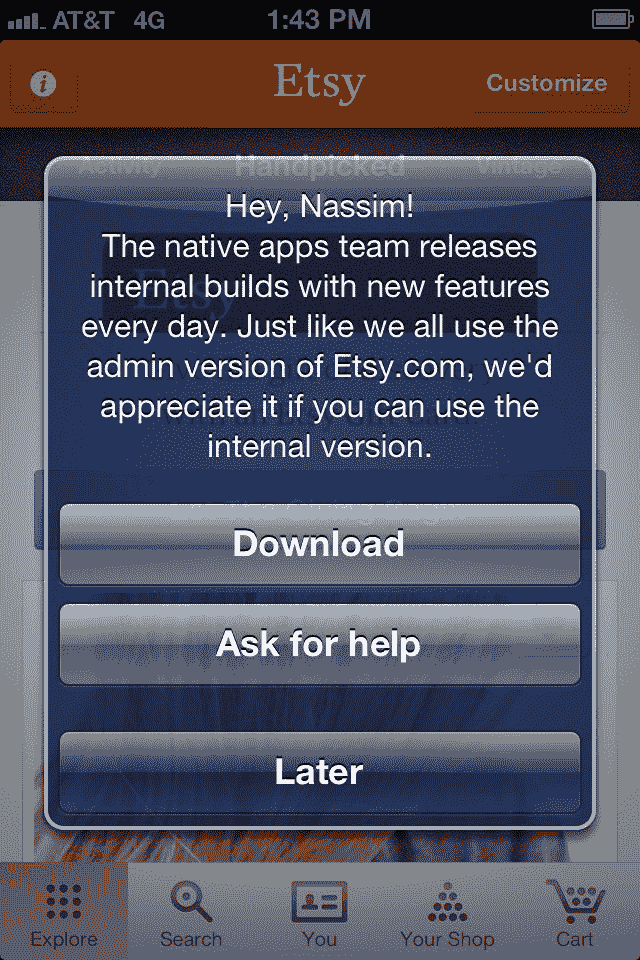 AT&T 4G 1:43 PM
Etsy
Customize
Activity Handpicked Vintage
Hey, Nassim!
The native apps team releases
internal builds with new features
every day. Just like we all use the
admin version of Etsy.com, we'd
appreciate it if you can use the
internal version.
Download
Ask for help
Later
Explore Search You Your Shop Cart